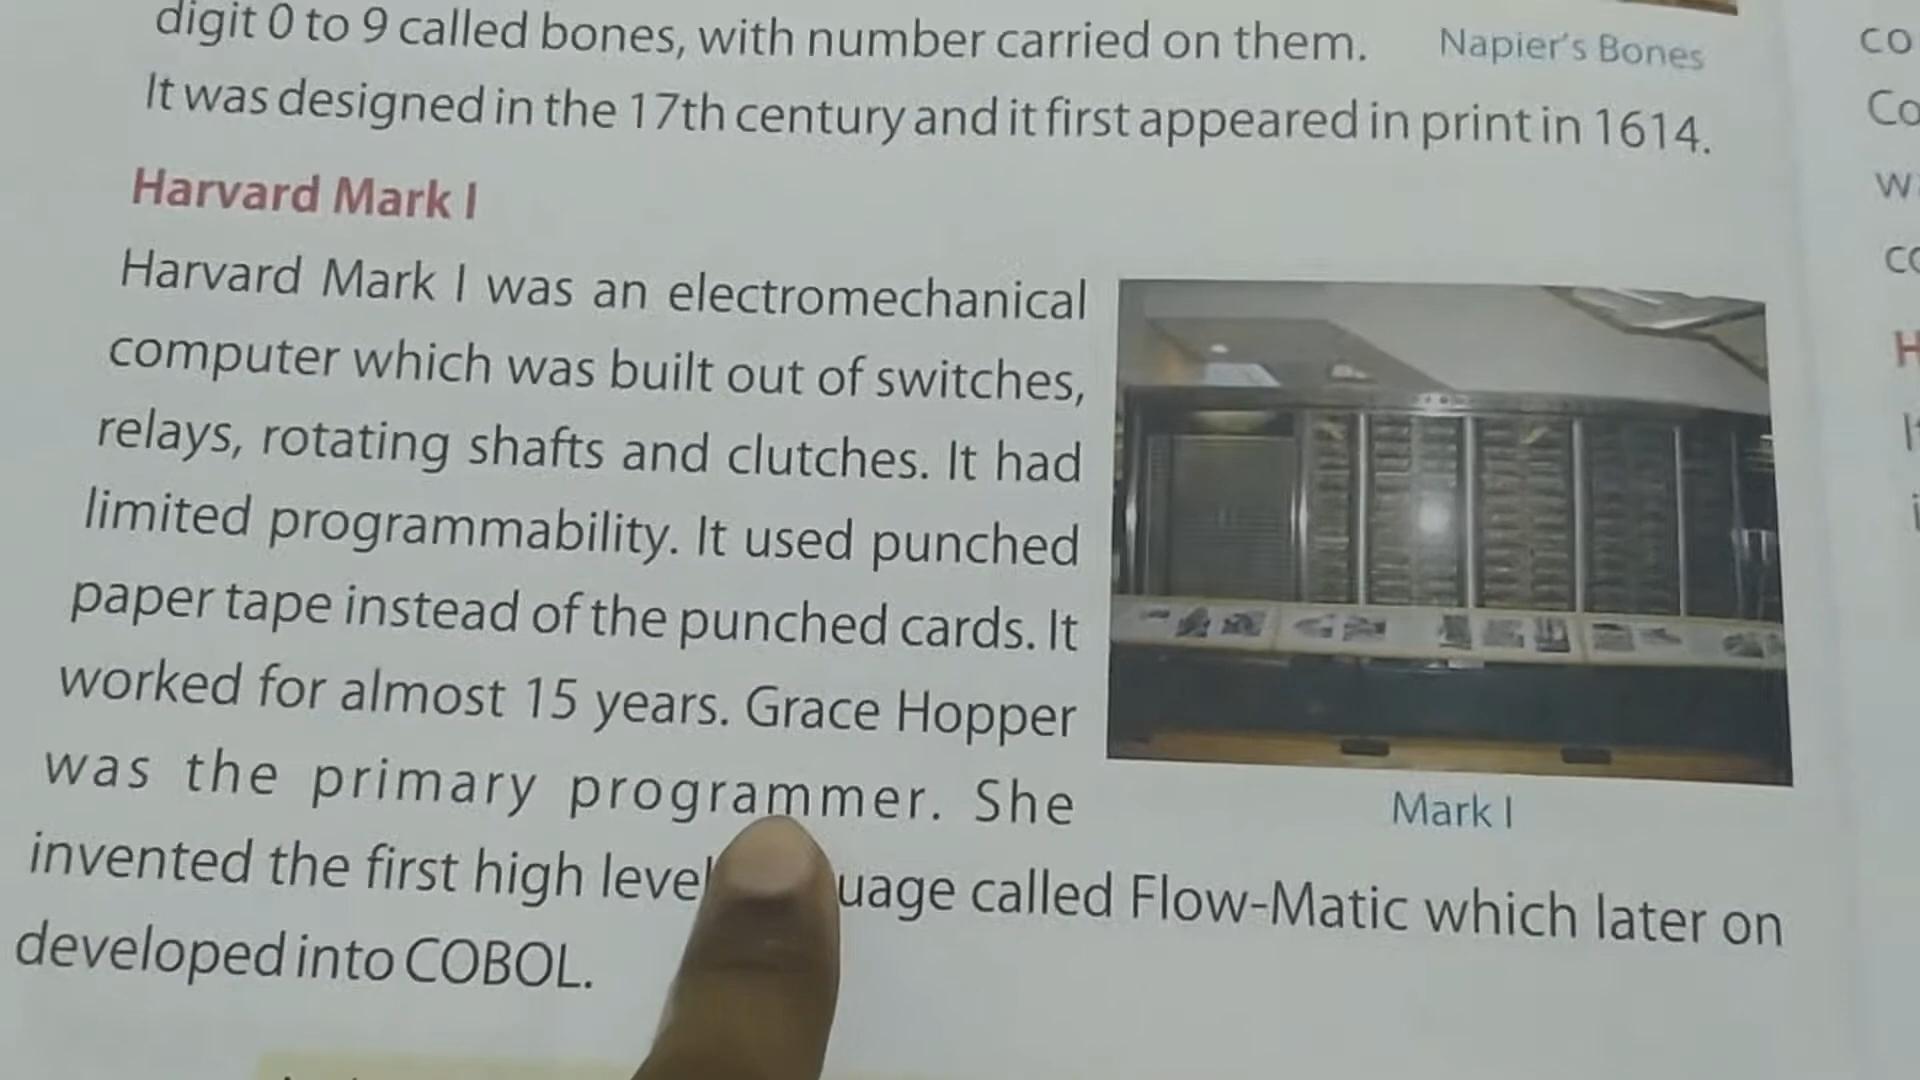 digit 0 to 9 called bones, with number carried on them.
Napier's Bones
It was designed in the 17th century and it first appeared in print in 1614.
Harvard Mark I
Harvard Mark I was an electromechanical
computer which was built out of switches,
relays, rotating shafts and clutches. It had
limited programmability. It used punched
paper tape instead of the punched cards. It
worked for almost 15 years. Grace Hopper
was the primary programmer. She
invented the first high level uage called Flow-Matic which later on
developed into COBOL.
Mark I